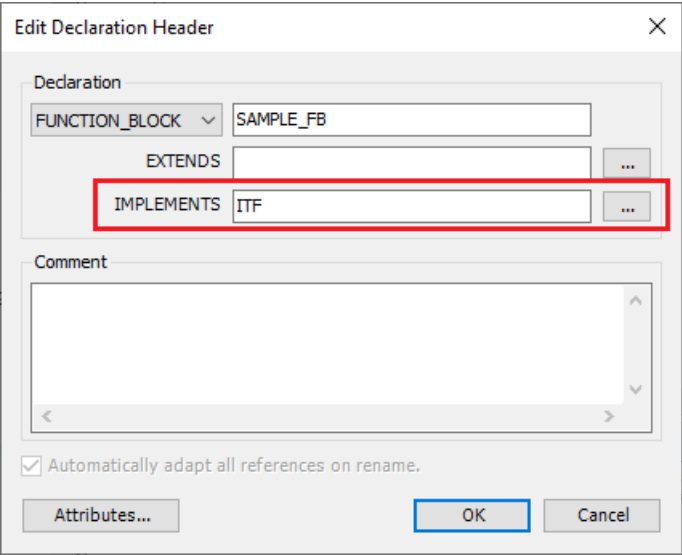 Edit Declaration Header
Declaration
FUNCTION_BLOCK SAMPLE_FB
EXTENDS ...
IMPLEMENTS ITF ...
Comment
Automatically adapt all references on rename.
Attributes... OK Cancel